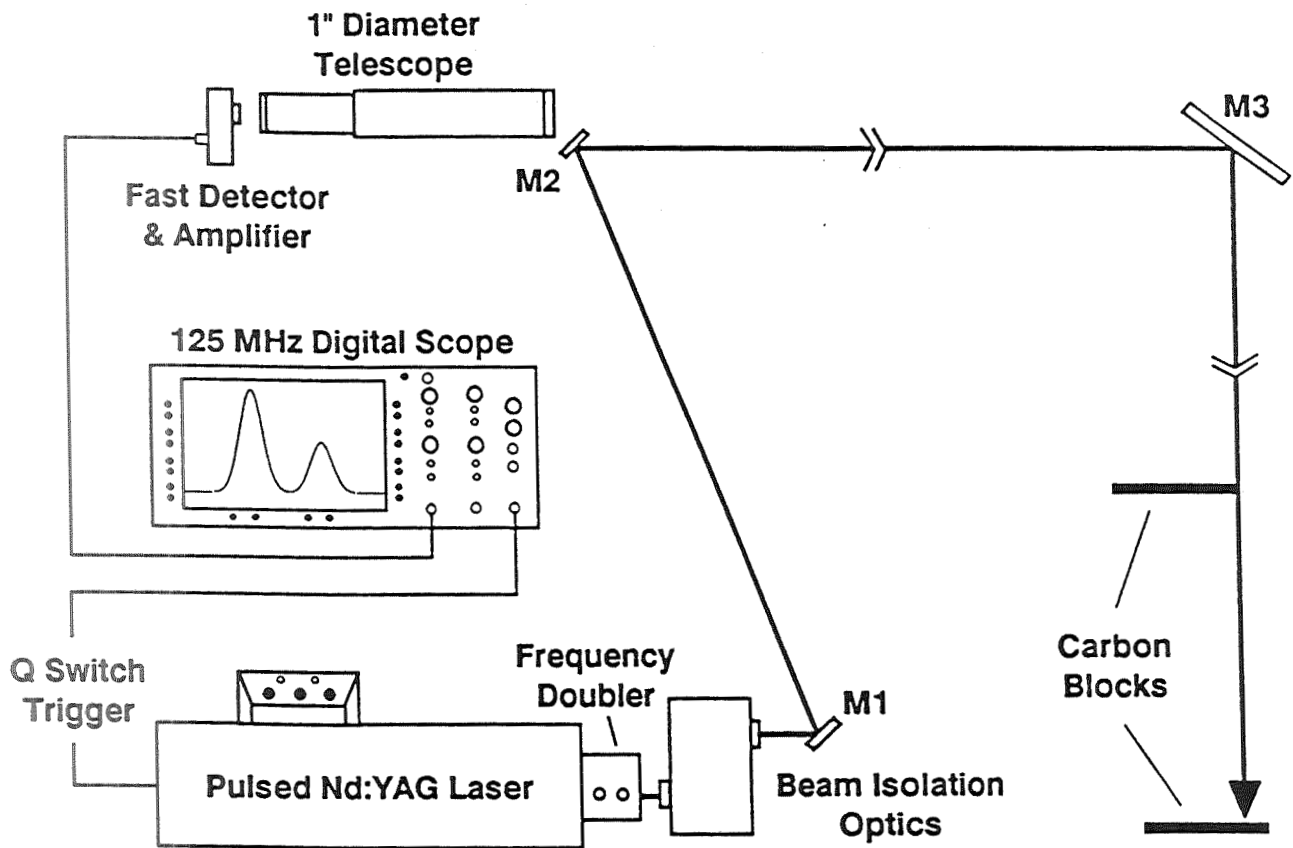 1" Diameter
Telescope
M3
M2
Fast Detector
& Amplifier
125 MHz Digital Scope
Q Switch
Trigger
Frequency
Doubler
M1
Carbon
Blocks
Pulsed Nd:YAG Laser
Beam Isolation
Optics